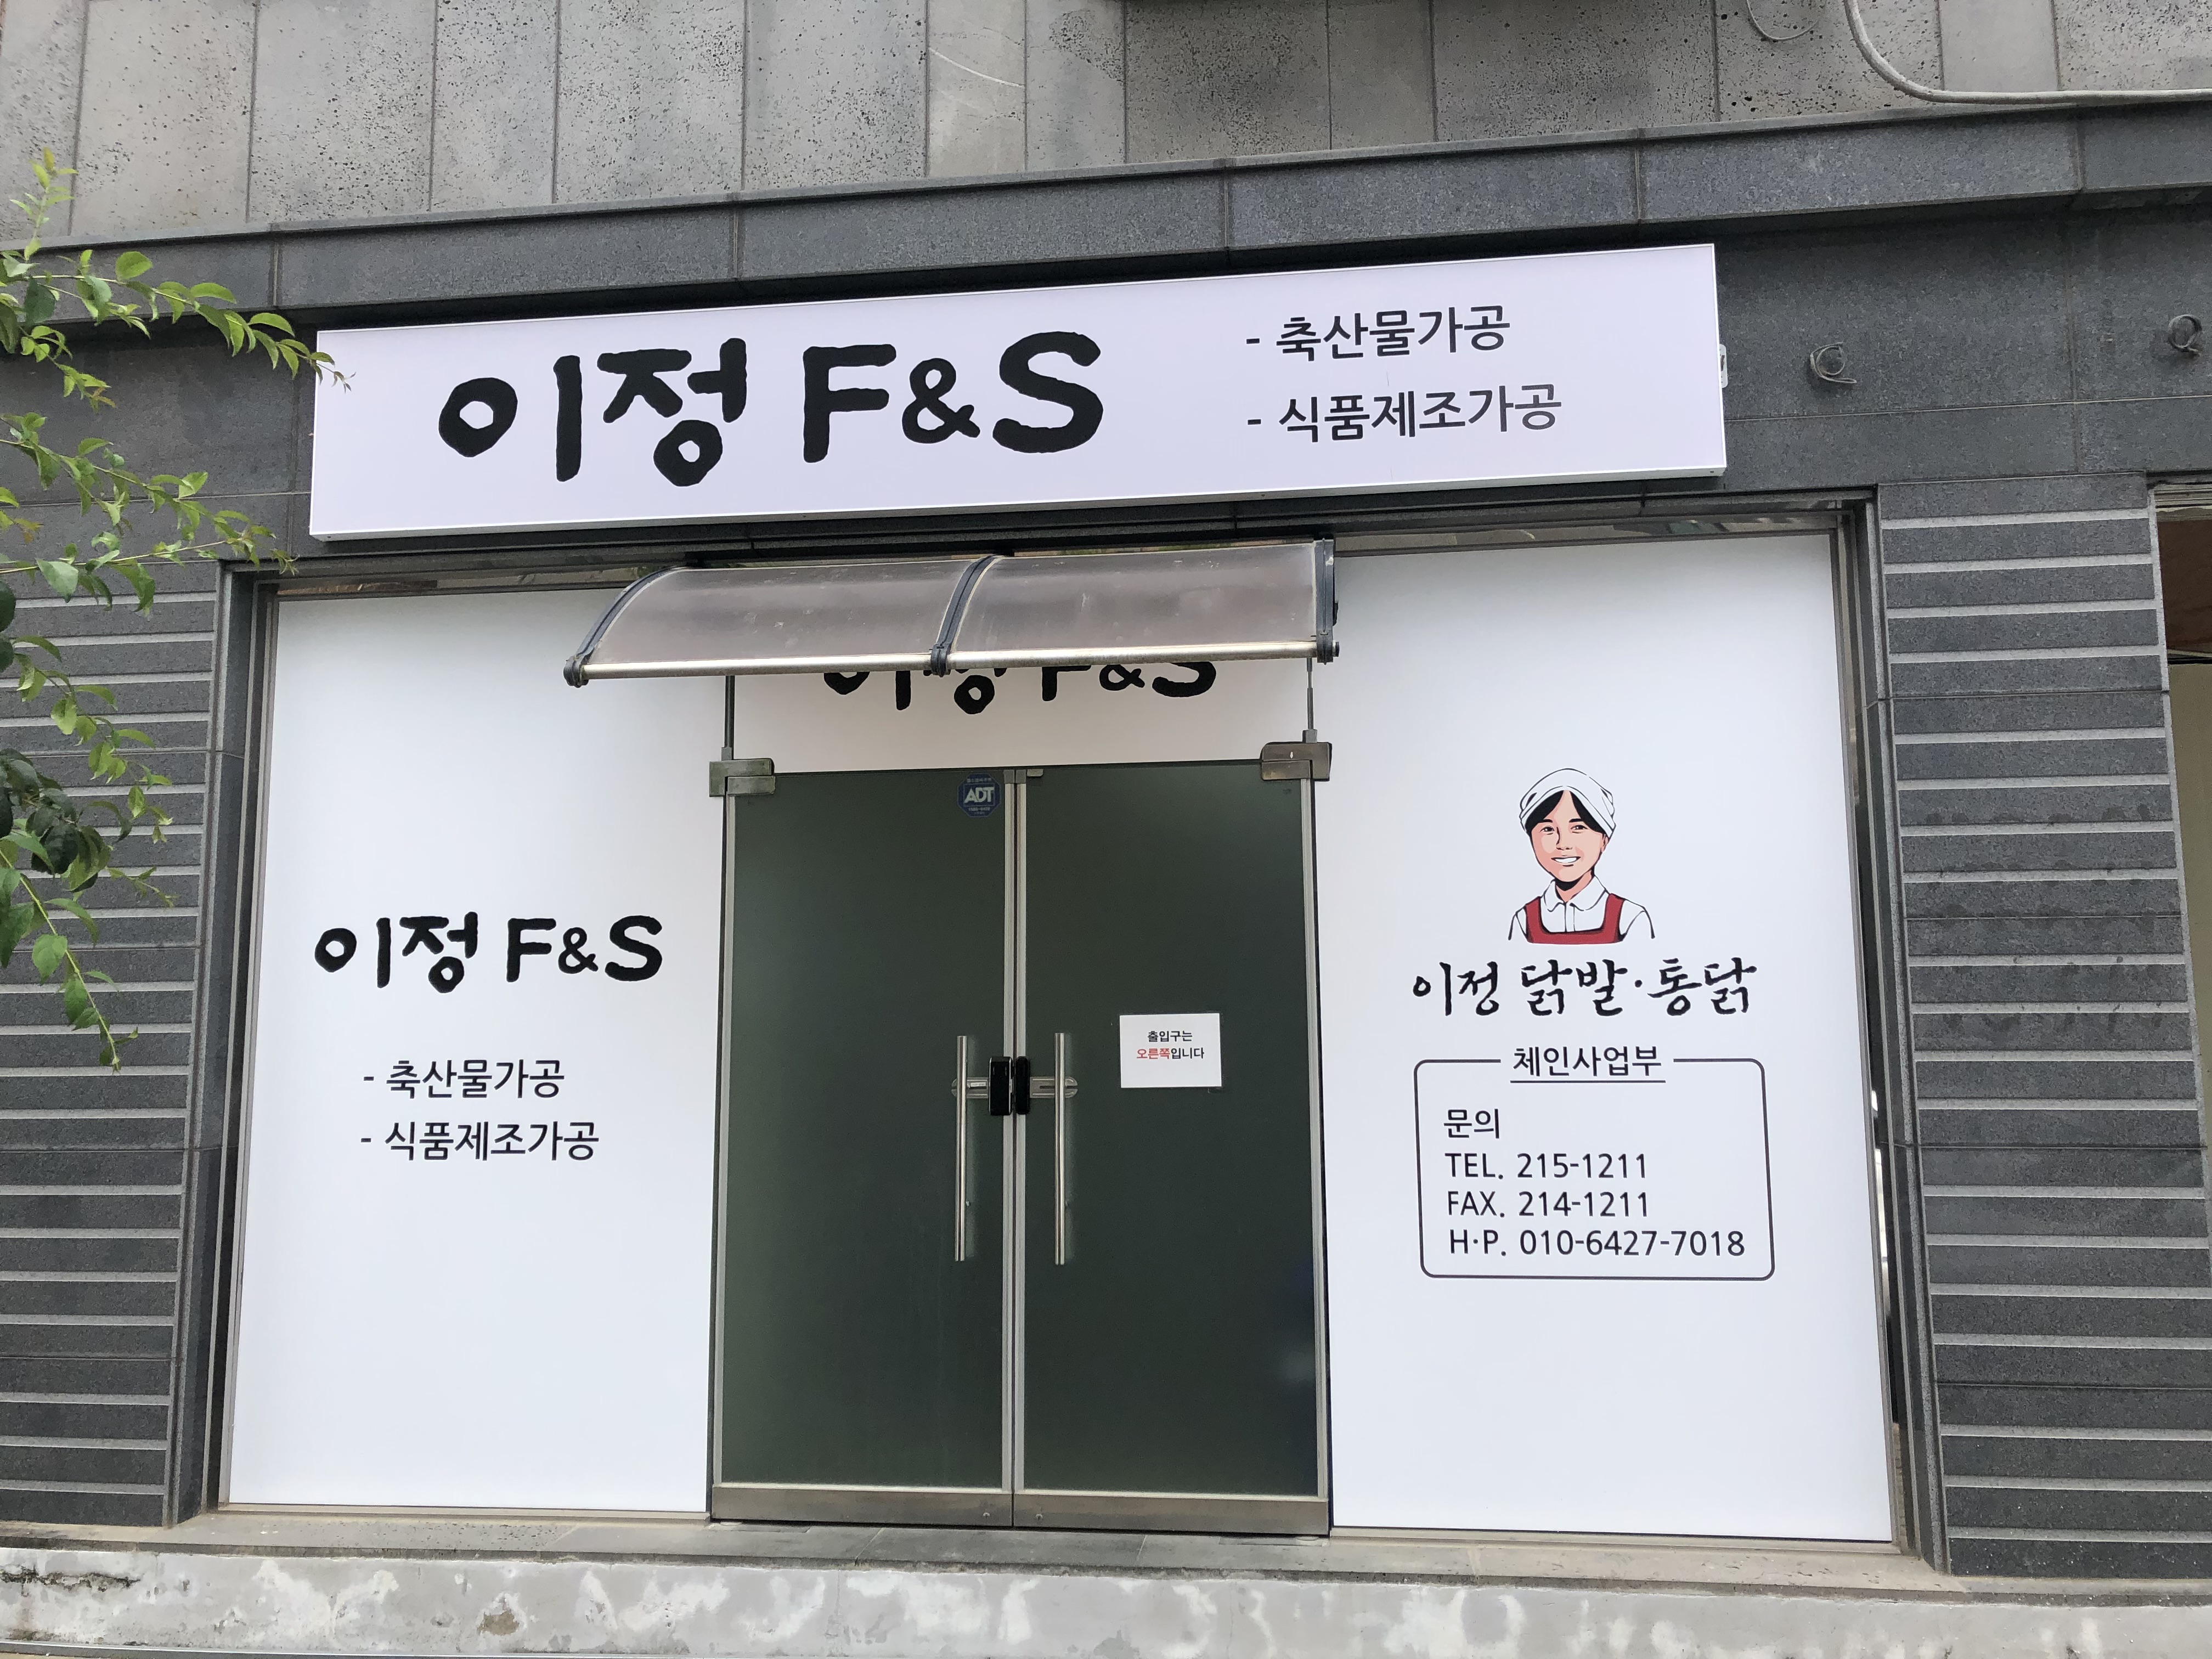 이정 F&S
- 축산물가공
- 식품제조가공
이정 F&S
ADT
이정 F&S
- 축산물가공
- 식품제조가공
출입구는
오른쪽입니다
이정 닭발·통닭
체인사업부
문의
TEL. 215-1211
FAX. 214-1211
H·P. 010-6427-7018